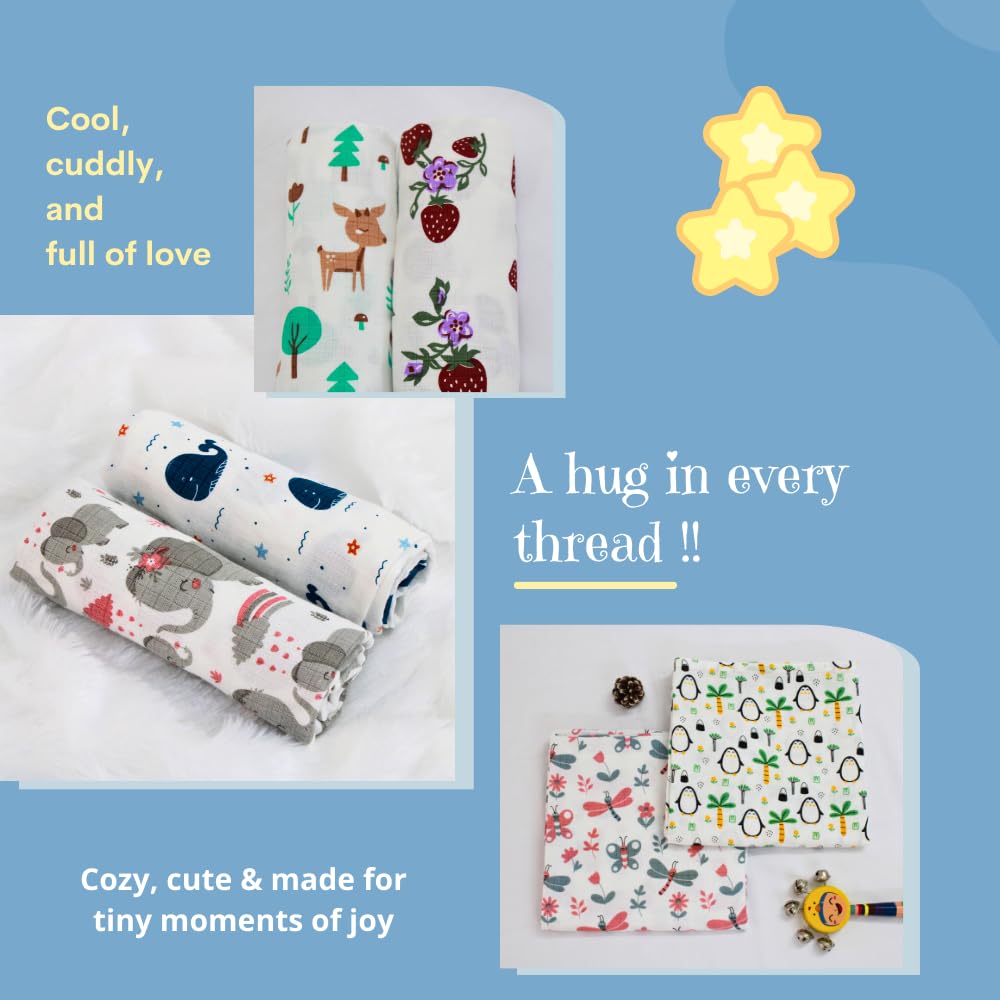 Cool,
cuddly,
and
full of love
A hug in every
thread !!
Cozy, cute & made for
tiny moments of joy